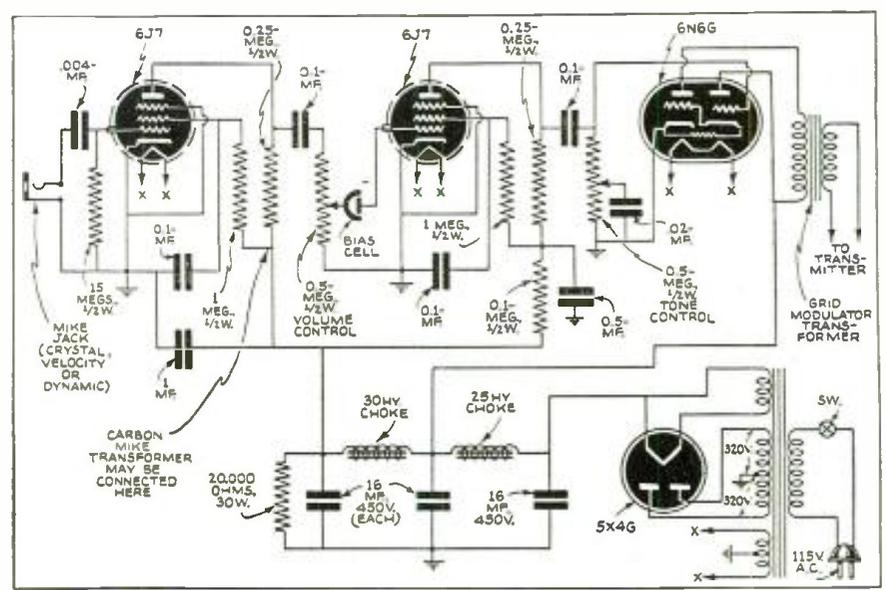 6J7
0.25-
MEG.,
1/2W.
.004-
MF.
0.1-
MF.
6J7
0.25-
MEG.,
1/2W.
0.1-
MF.
6N6G
X X
X X
X X
BIAS
CELL
-
0.1-
MF.
15
MEGS.,
1/2W.
1
MEG.,
1/2W.
0.5-
MEG.,
1/2W.
VOLUME
CONTROL
1 MEG.,
1/2W.
0.1-
MF.
0.1-
MEG.,
1/2W.
0.5-
MF.
.02-
MF.
0.5-
MEG.,
1/2W.
TONE
CONTROL
TO
TRANS-
MITTER
GRID
MODULATOR
TRANS-
FORMER
MIKE
JACK
(CRYSTAL,
VELOCITY
OR
DYNAMIC)
1
MF.
CARBON
MIKE
TRANSFORMER
MAY BE
CONNECTED
HERE
30HY
CHOKE
25HY
CHOKE
20,000
OHMS,
30W.
16
MF.
450V.
(EACH)
16
MF.
450V.
5X4G
320V.
320V.
SW.
X
X
115V.
A.C.